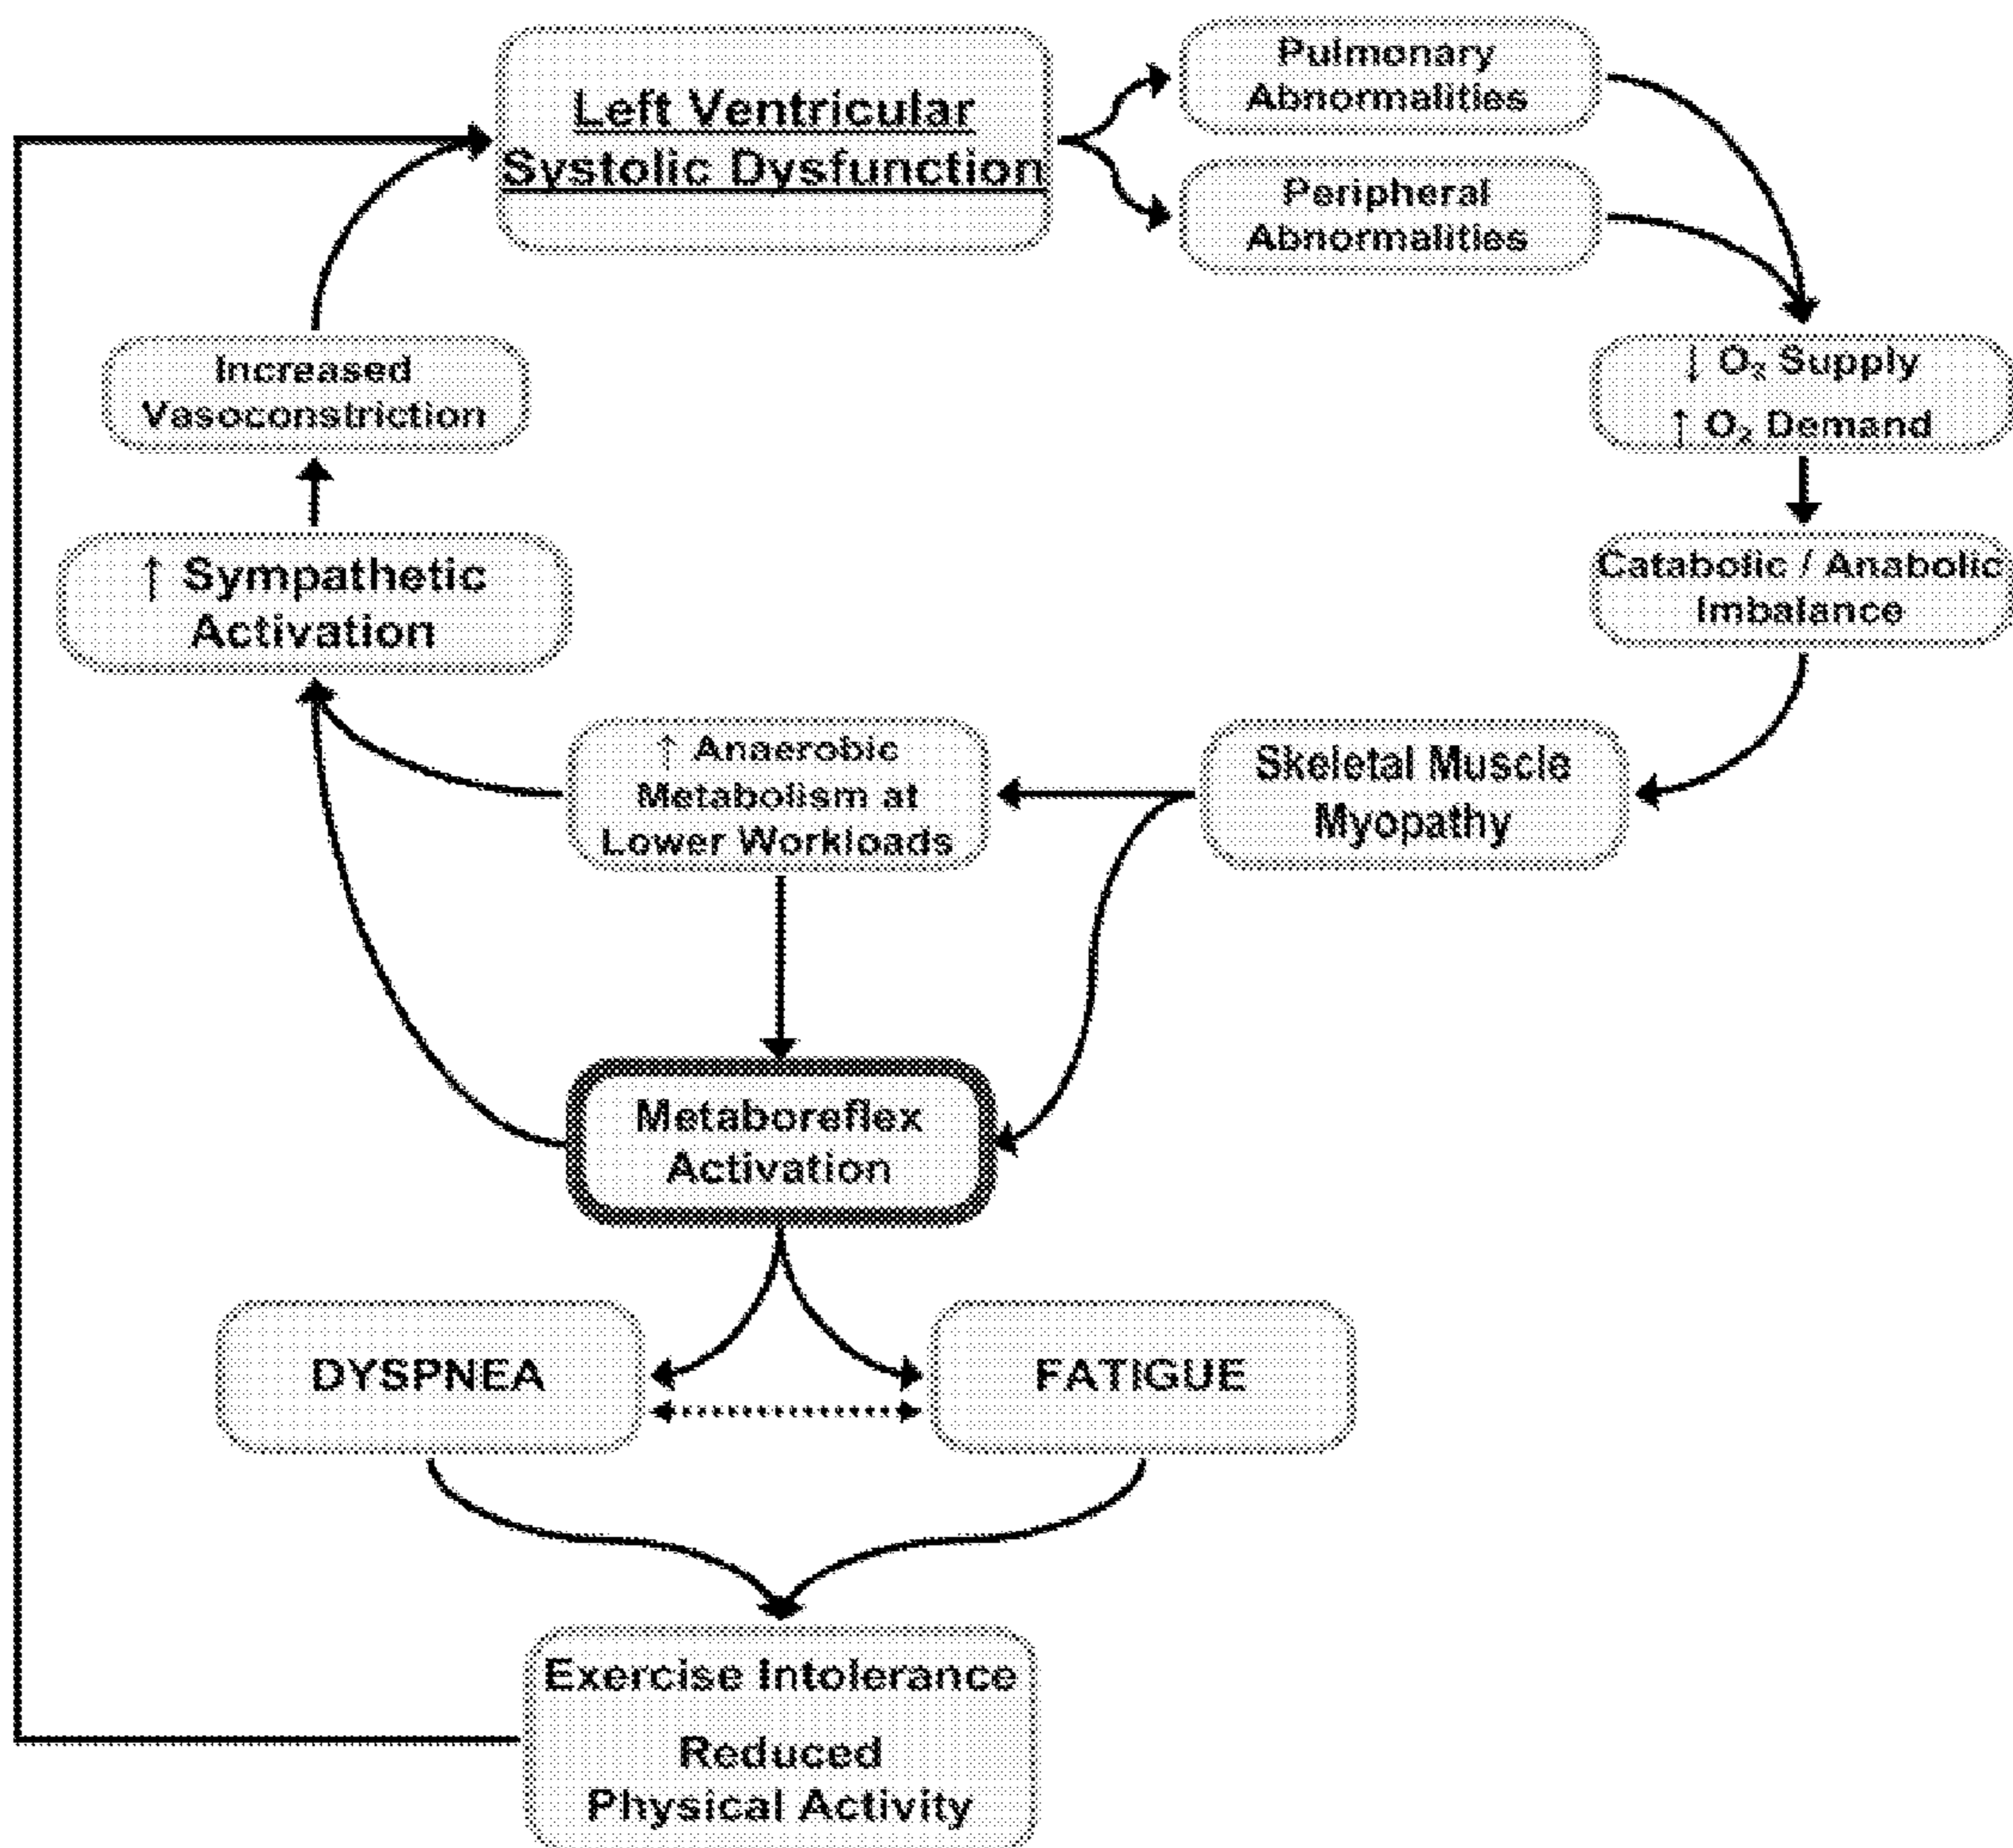 Left Ventricular
Systolic Dysfunction
Pulmonary
Abnormalities
Peripheral
Abnormalities
↓ O₂ Supply
↑ O₂ Demand
Catabolic / Anabolic
Imbalance
Skeletal Muscle
Myopathy
↑ Anaerobic
Metabolism at
Lower Workloads
↑ Sympathetic
Activation
Increased
Vasoconstriction
Metaboreflex
Activation
DYSPNEA
FATIGUE
Exercise Intolerance
Reduced
Physical Activity